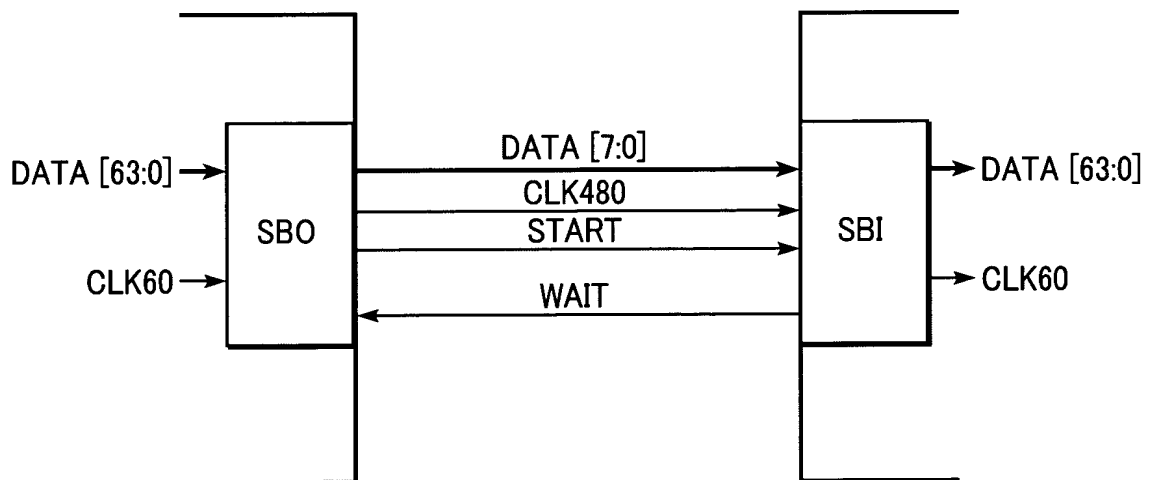 DATA [7:0]
DATA [63:0]
DATA [63:0]
CLK480
SBO
START
SBI
CLK60
WAIT
CLK60